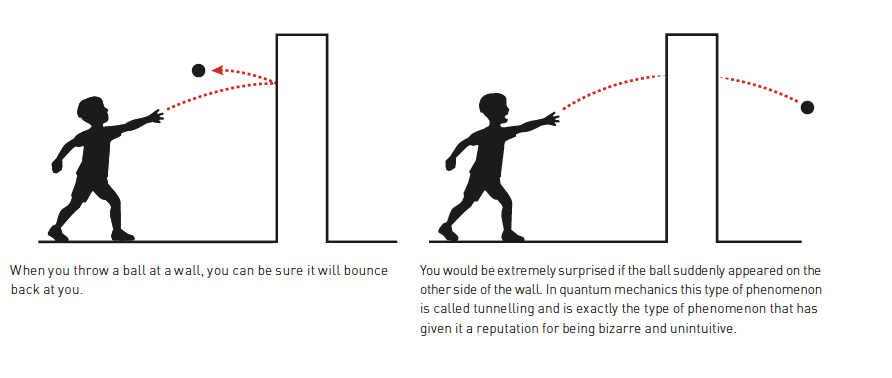 When you throw a ball at a wall, you can be sure it will bounce
back at you.
You would be extremely surprised if the ball suddenly appeared on the
other side of the wall. In quantum mechanics this type of phenomenon
is called tunnelling and is exactly the type of phenomenon that has
given it a reputation for being bizarre and unintuitive.